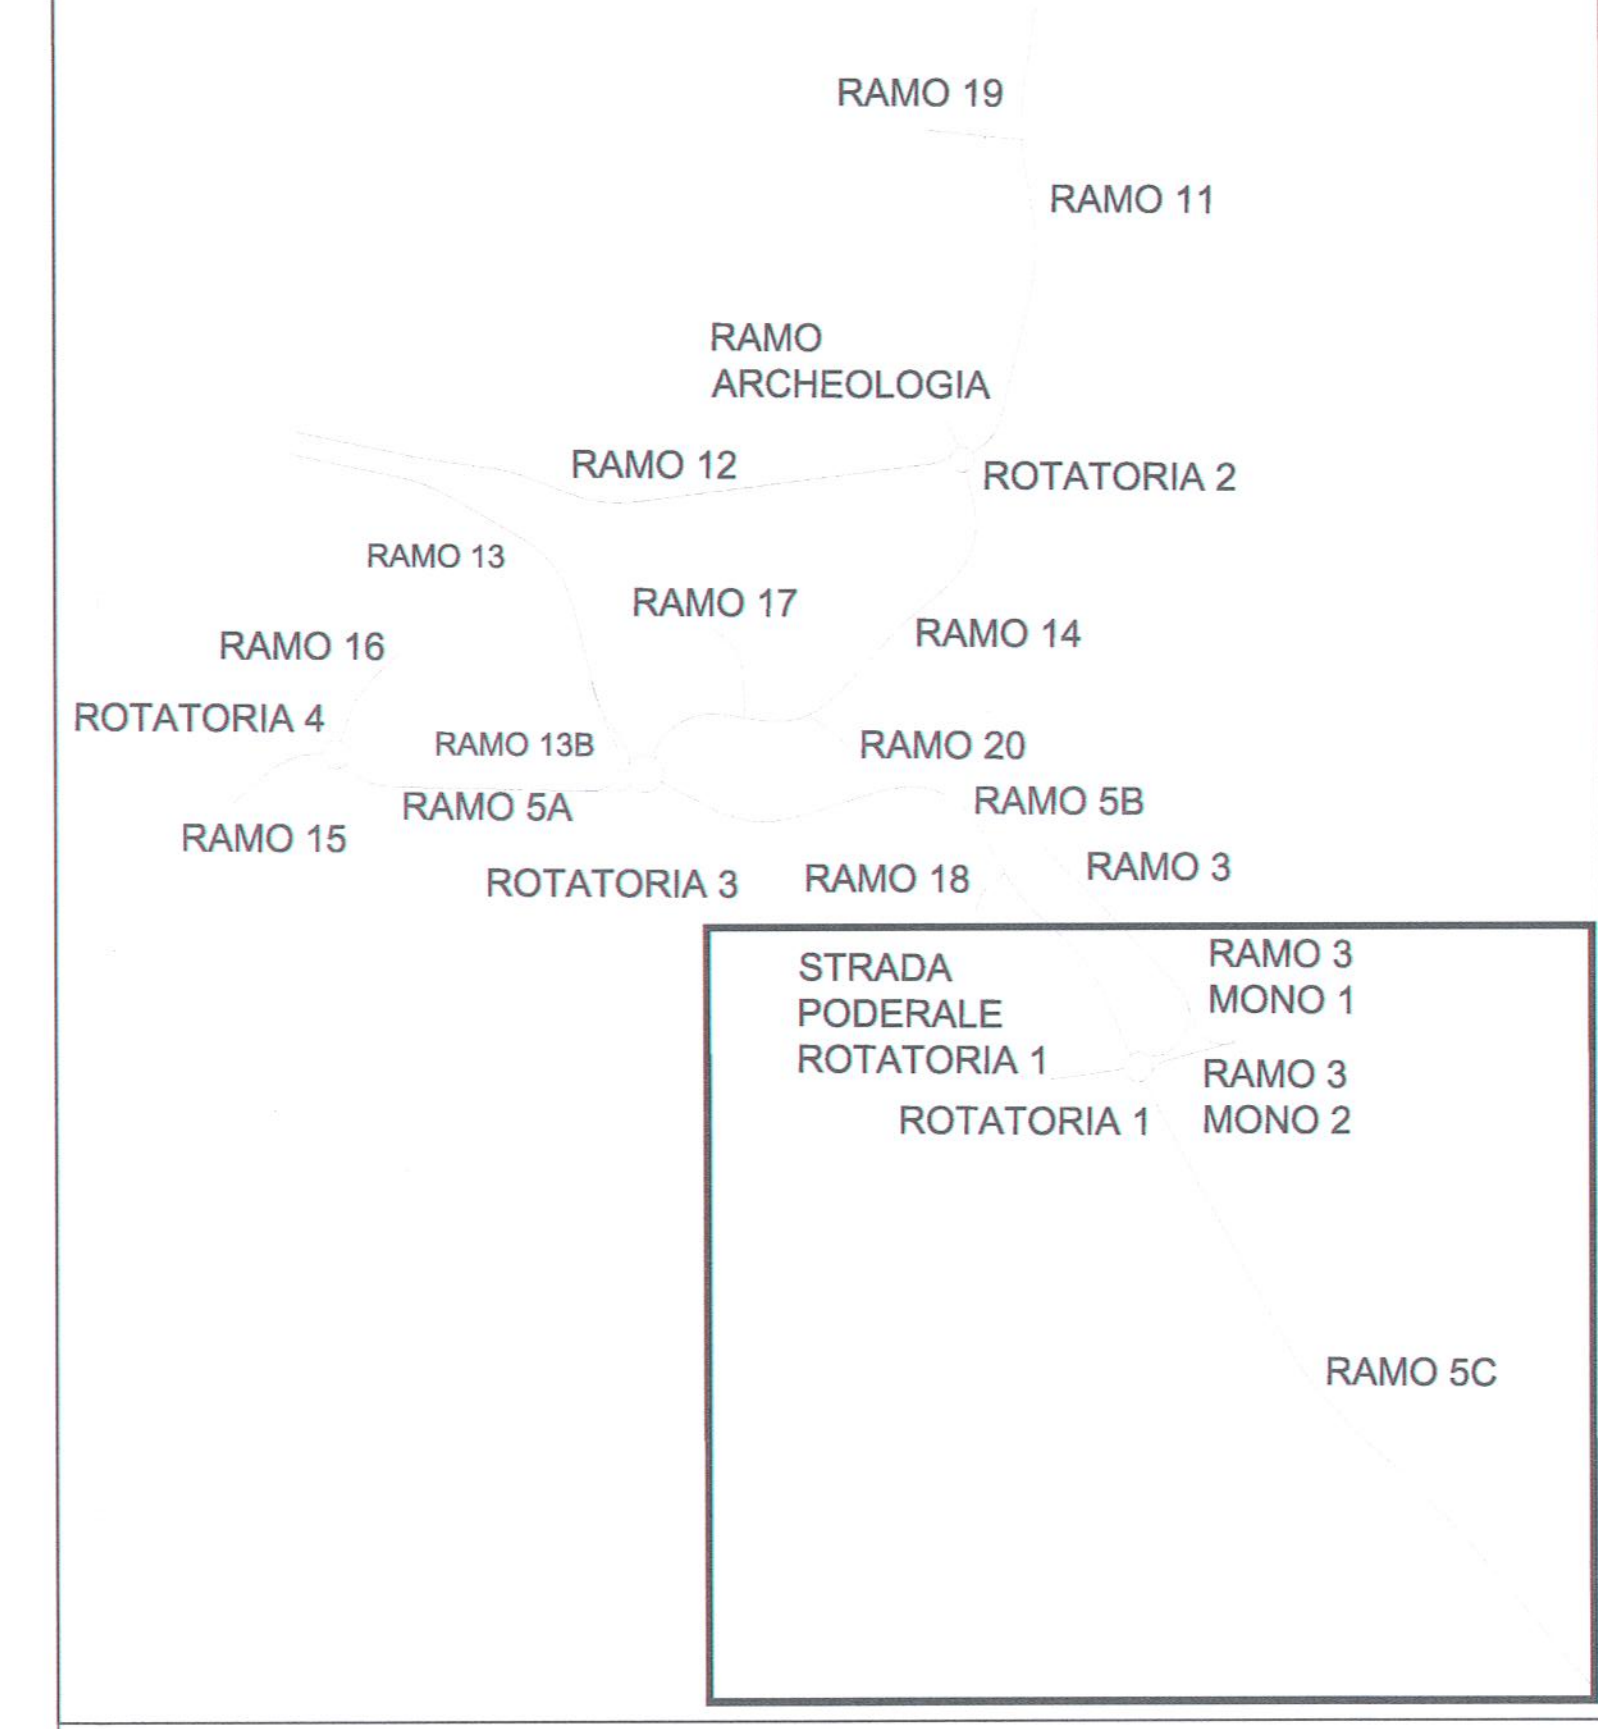 RAMO 19
RAMO 11
RAMO
ARCHEOLOGIA
RAMO 12
ROTATORIA 2
RAMO 13
RAMO 17
RAMO 14
RAMO 16
ROTATORIA 4
RAMO 13B
RAMO 20
RAMO 5A
RAMO 5B
RAMO 15
ROTATORIA 3
RAMO 18
RAMO 3
STRADA
PODERALE
ROTATORIA 1
RAMO 3
MONO 1
RAMO 3
MONO 2
ROTATORIA 1
RAMO 5C